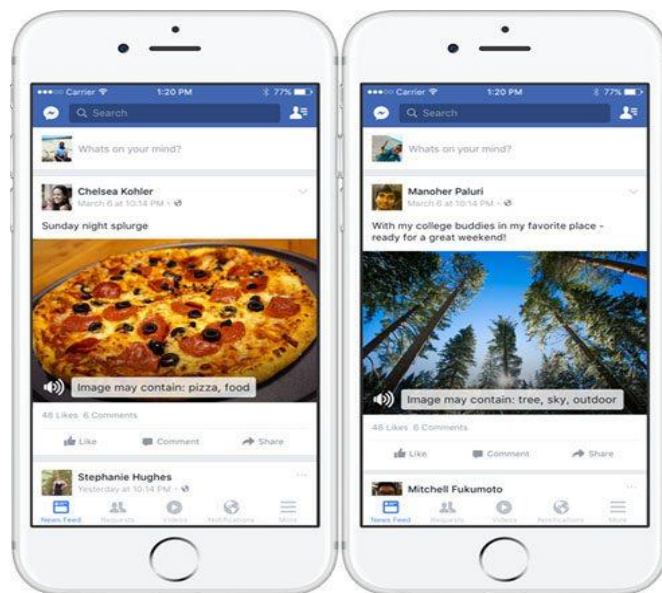 Carrier 1:20 PM 77%
Search
Whats on your mind?
Chelsea Kohler
March 6 at 10:14 PM ·
Sunday night splurge
Image may contain: pizza, food
48 Likes 6 Comments
Like Comment Share
Stephanie Hughes
Yesterday at 10:14 PM ·
News Feed Requests Videos Notifications More
Carrier 1:20 PM 77%
Search
Whats on your mind?
Manoher Paluri
March 6 at 10:14 PM ·
With my college buddies in my favorite place -
ready for a great weekend!
Image may contain: tree, sky, outdoor
48 Likes 6 Comments
Like Comment Share
Mitchell Fukumoto
News Feed Requests Videos Notifications More